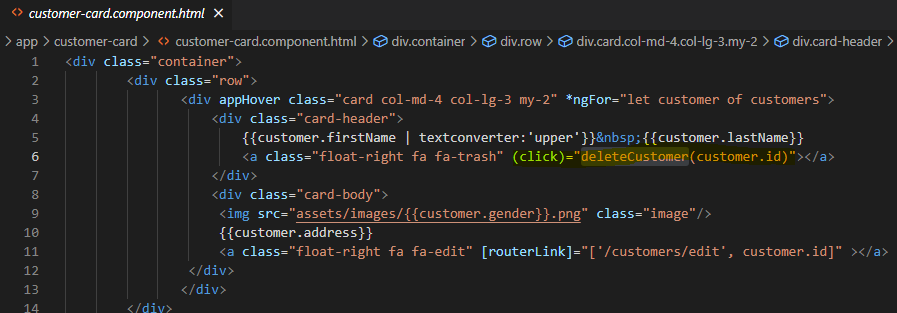 customer-card.component.html ×
> app > customer-card > customer-card.component.html > div.container > div.row > div.card.col-md-4.col-lg-3.my-2 > div.card-header >
1 <div class="container">
2 <div class="row">
3 <div appHover class="card col-md-4 col-lg-3 my-2" *ngFor="let customer of customers">
4 <div class="card-header">
5 {{customer.firstName | textconverter:'upper'}}&nbsp;{{customer.lastName}}
6 <a class="float-right fa fa-trash" (click)="deleteCustomer(customer.id)"></a>
7 </div>
8 <div class="card-body">
9 <img src="assets/images/{{customer.gender}}.png" class="image"/>
10 {{customer.address}}
11 <a class="float-right fa fa-edit" [routerLink]="['/customers/edit', customer.id]" ></a>
12 </div>
13 </div>
14 </div>